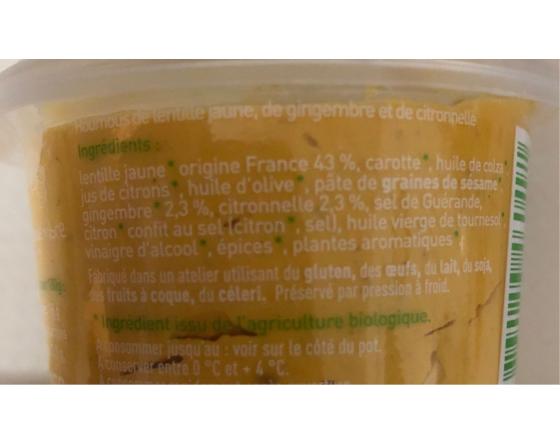 Houmous de lentille jaune, de gingembre et de citronnelle
Ingrédients :
lentille jaune* origine France 43 %, carotte*, huile de colza*,
jus de citrons*, huile d'olive*, pâte de graines de sésame*,
gingembre* 2,3 %, citronnelle 2,3 %, sel de Guérande,
citron* confit au sel (citron*, sel), huile vierge de tournesol*,
vinaigre d'alcool*, épices*, plantes aromatiques*.
Fabriqué dans un atelier utilisant du gluten, des œufs, du lait, du soja,
des fruits à coque, du céleri. Préservé par pression à froid.
* Ingrédient issu de l'agriculture biologique.
A consommer jusqu'au : voir sur le côté du pot.
A conserver entre 0 °C et + 4 °C.